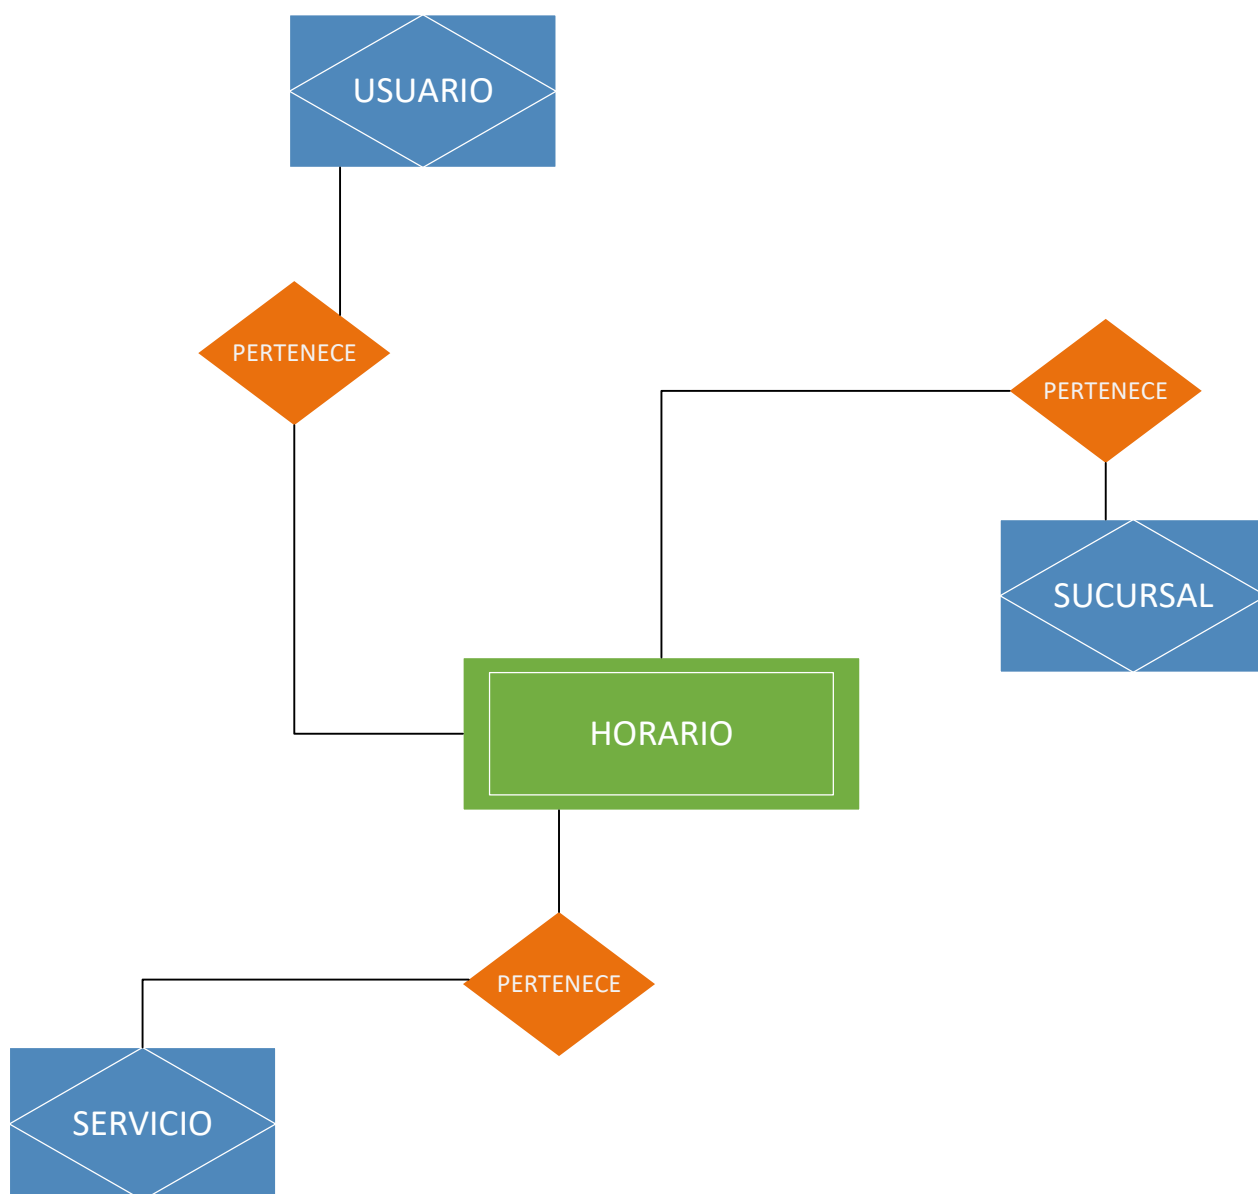 USUARIO
PERTENECE
PERTENECE
SUCURSAL
HORARIO
PERTENECE
SERVICIO